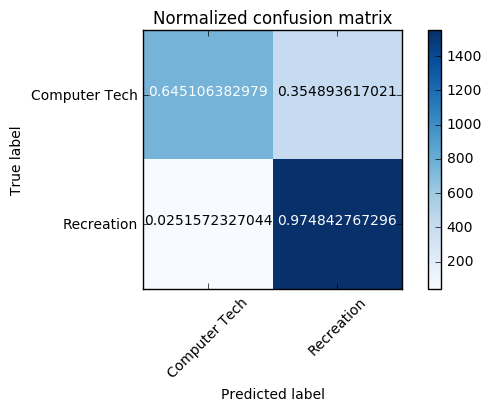 Normalized confusion matrix
True label
Computer Tech
0.645106382979
0.354893617021
Recreation
0.0251572327044
0.974842767296
Computer Tech
Recreation
Predicted label
1400
1200
1000
800
600
400
200